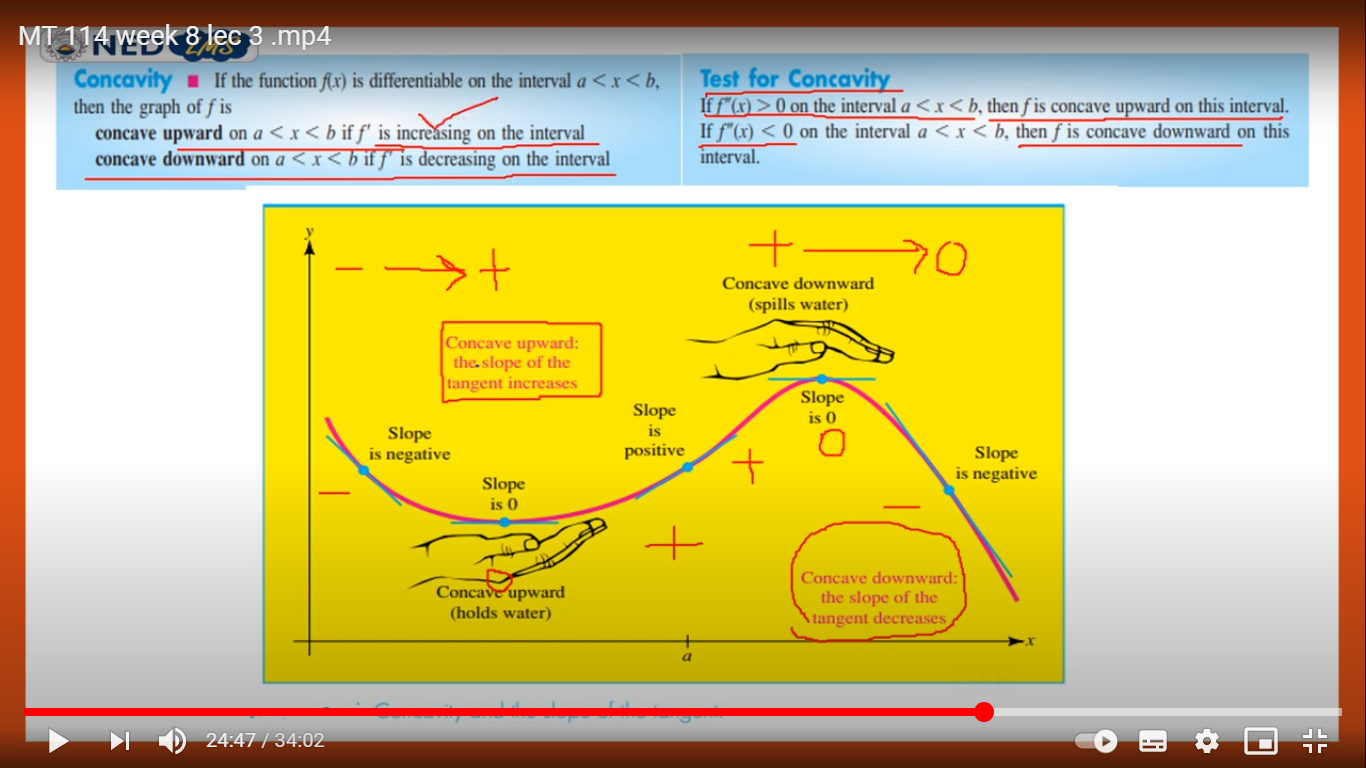 MT 114 week 8 lec 3 .mp4
NED LMS
Concavity ■ If the function f(x) is differentiable on the interval a < x < b,
then the graph of f is
concave upward on a < x < b if f′ is increasing on the interval
concave downward on a < x < b if f′ is decreasing on the interval
Test for Concavity
If f″(x) > 0 on the interval a < x < b, then f is concave upward on this interval.
If f″(x) < 0 on the interval a < x < b, then f is concave downward on this
interval.
y
− → +
+ → 0
Concave downward
(spills water)
Concave upward:
the slope of the
tangent increases
Slope
is negative
−
Slope
is 0
Slope
is
positive
+
Slope
is 0
0
Slope
is negative
−
+
Concave upward
(holds water)
Concave downward:
the slope of the
tangent decreases
x
a
Concavity and the slope of the tangent.
24:47 / 34:02